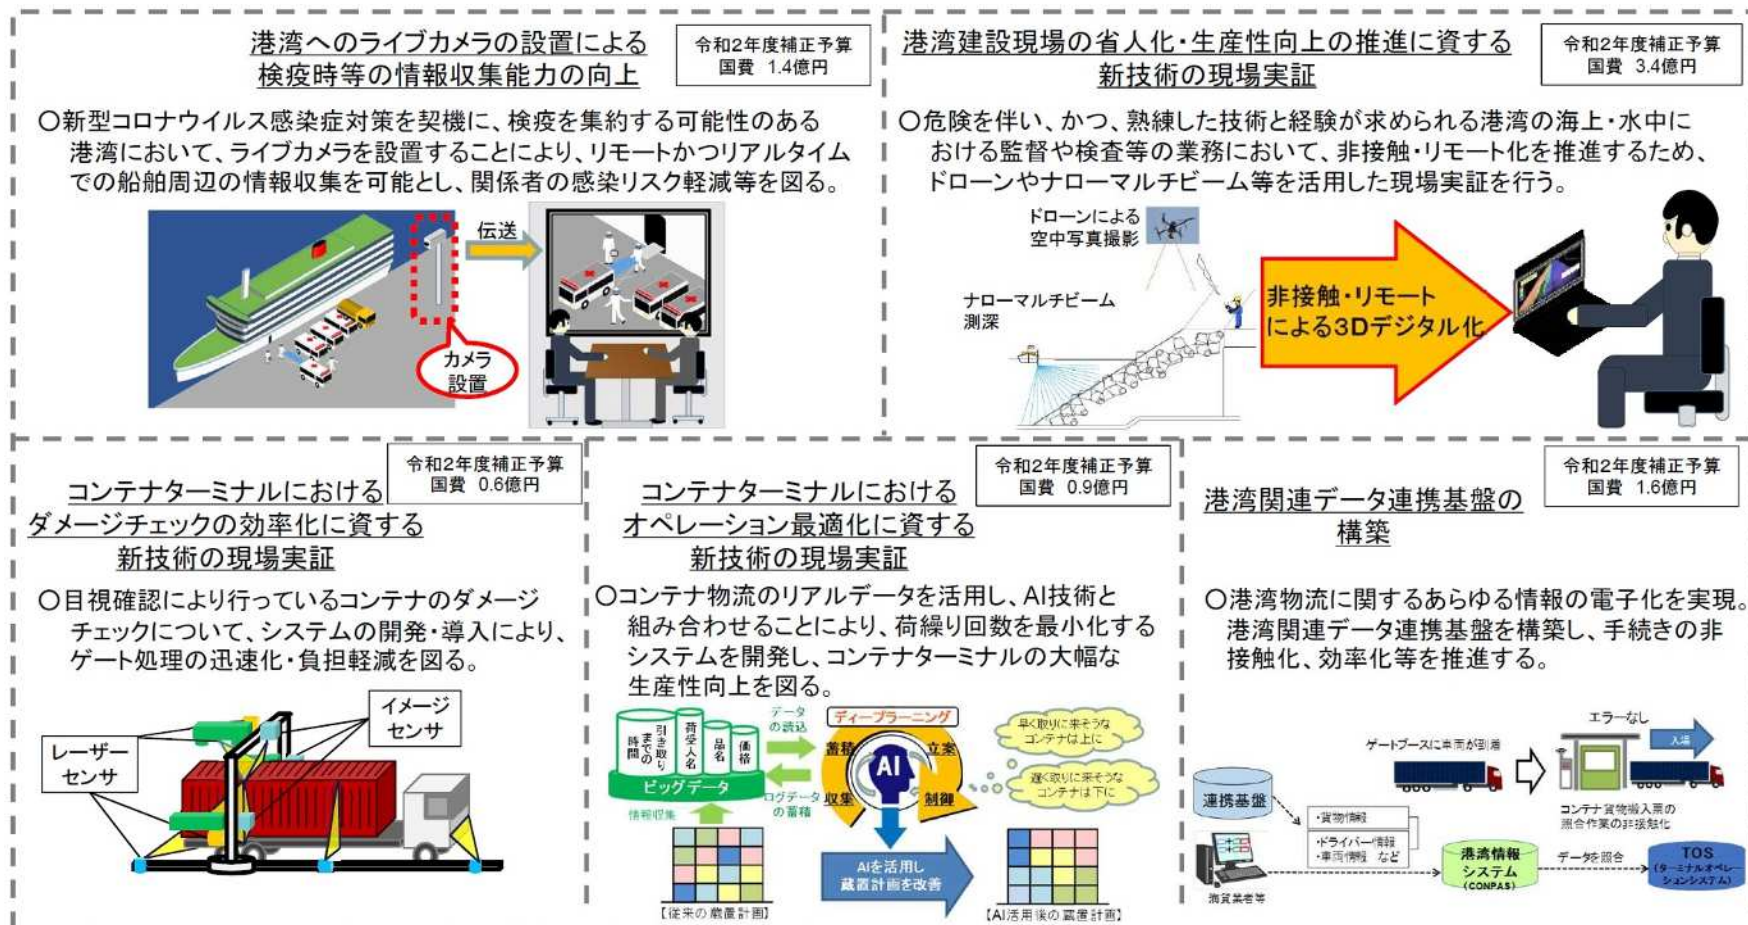 港湾へのライブカメラの設置による
検疫時等の情報収集能力の向上
令和2年度補正予算
国費 1.4億円
○新型コロナウイルス感染症対策を契機に、検疫を集約する可能性のある
港湾において、ライブカメラを設置することにより、リモートかつリアルタイム
での船舶周辺の情報収集を可能とし、関係者の感染リスク軽減等を図る。
伝送
カメラ
設置
港湾建設現場の省人化・生産性向上の推進に資する
新技術の現場実証
令和2年度補正予算
国費 3.4億円
○危険を伴い、かつ、熟練した技術と経験が求められる港湾の海上・水中に
おける監督や検査等の業務において、非接触・リモート化を推進するため、
ドローンやナローマルチビーム等を活用した現場実証を行う。
ドローンによる
空中写真撮影
ナローマルチビーム
測深
非接触・リモート
による3Dデジタル化
コンテナターミナルにおける
ダメージチェックの効率化に資する
新技術の現場実証
令和2年度補正予算
国費 0.6億円
○目視確認により行っているコンテナのダメージ
チェックについて、システムの開発・導入により、
ゲート処理の迅速化・負担軽減を図る。
イメージ
センサ
レーザー
センサ
コンテナターミナルにおける
オペレーション最適化に資する
新技術の現場実証
令和2年度補正予算
国費 0.9億円
○コンテナ物流のリアルデータを活用し、AI技術と
組み合わせることにより、荷繰り回数を最小化する
システムを開発し、コンテナターミナルの大幅な
生産性向上を図る。
引き取り
までの
時間
荷受人名
品名
価格
ビッグデータ
データ
の読込
ログデータ
の蓄積
情報収集
ディープラーニング
蓄積
立案
AI
収集
制御
早く取りに来そうな
コンテナは上に
遅く取りに来そうな
コンテナは下に
AIを活用し
蔵置計画を改善
【従来の蔵置計画】
【AI活用後の蔵置計画】
港湾関連データ連携基盤の
構築
令和2年度補正予算
国費 1.6億円
○港湾物流に関するあらゆる情報の電子化を実現。
港湾関連データ連携基盤を構築し、手続きの非
接触化、効率化等を推進する。
エラーなし
ゲートブースに車両が到着
入場
連携基盤
コンテナ貨物搬入票の
照合作業の非接触化
・貨物情報
・ドライバー情報
・車両情報 など
海貨業者等
港湾情報
システム
(CONPAS)
データを照合
TOS
(ターミナルオペレー
ションシステム)